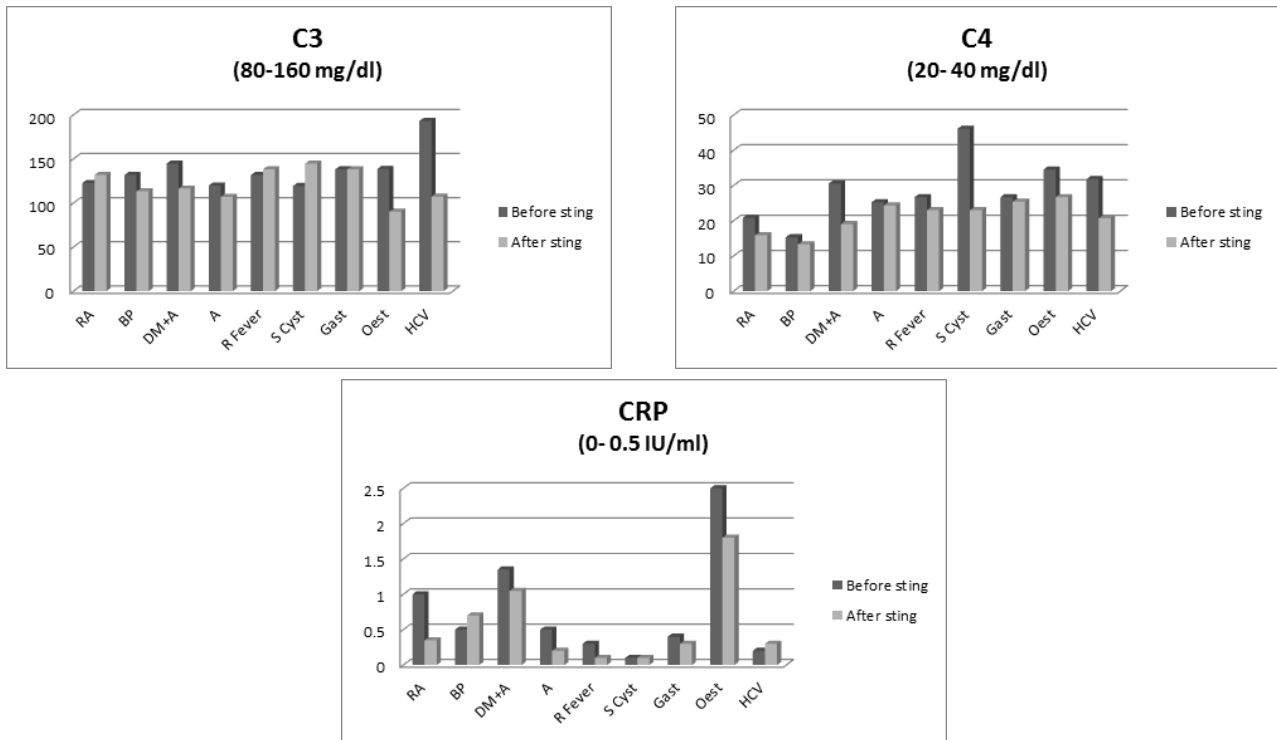 C3
(80-160 mg/dl)
200
150
100
50
0
RA BP DM+A A R Fever S Cyst Gast Oest HCV
Before sting
After sting
C4
(20- 40 mg/dl)
50
40
30
20
10
0
RA BP DM+A A R Fever S Cyst Gast Oest HCV
Before sting
After sting
CRP
(0- 0.5 IU/ml)
2.5
2
1.5
1
0.5
0
RA BP DM+A A R Fever S Cyst Gast Oest HCV
Before sting
After sting